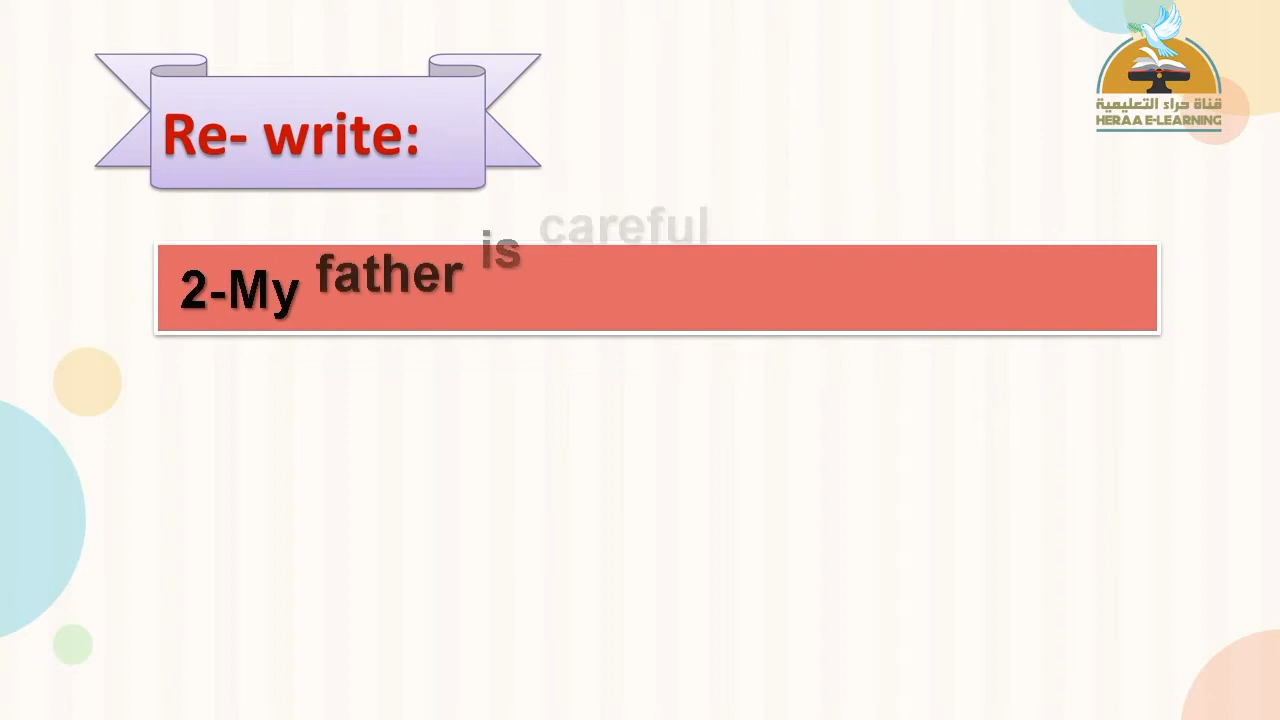 قناة حراء التعليمية
HERAA E-LEARNING
Re- write:
2-My father is careful